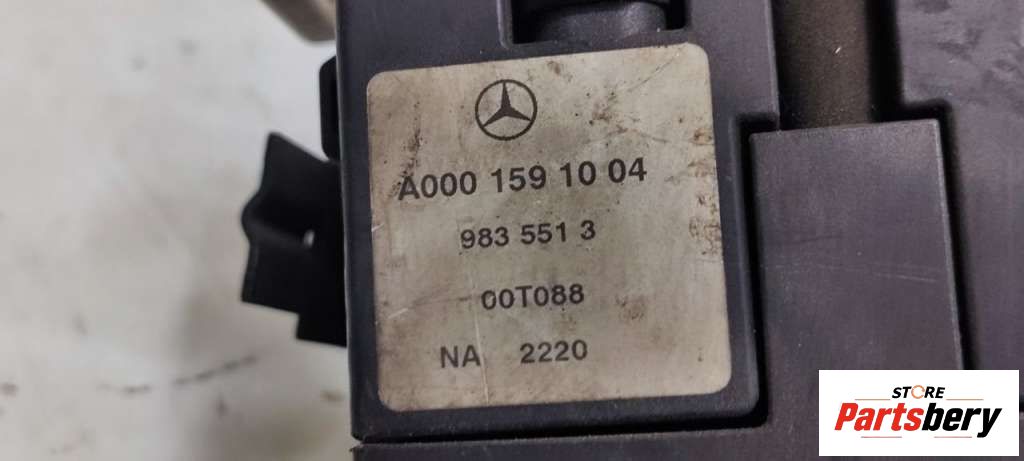 A000 159 10 04
983 551 3
00T088
NA 2220
STORE
Partsbery